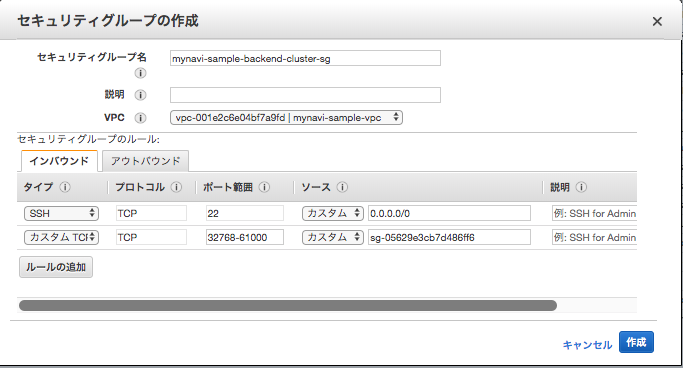 セキュリティグループの作成 ×
セキュリティグループ名 i mynavi-sample-backend-cluster-sg
説明 i
VPC i vpc-001e2c6e04bf7a9fd | mynavi-sample-vpc
セキュリティグループのルール:
インバウンド アウトバウンド
タイプ i プロトコル i ポート範囲 i ソース i 説明 i
SSH TCP 22 カスタム 0.0.0.0/0 例: SSH for Admin
カスタム TCP TCP 32768-61000 カスタム sg-05629e3cb7d486ff6 例: SSH for Admin
ルールの追加
キャンセル 作成